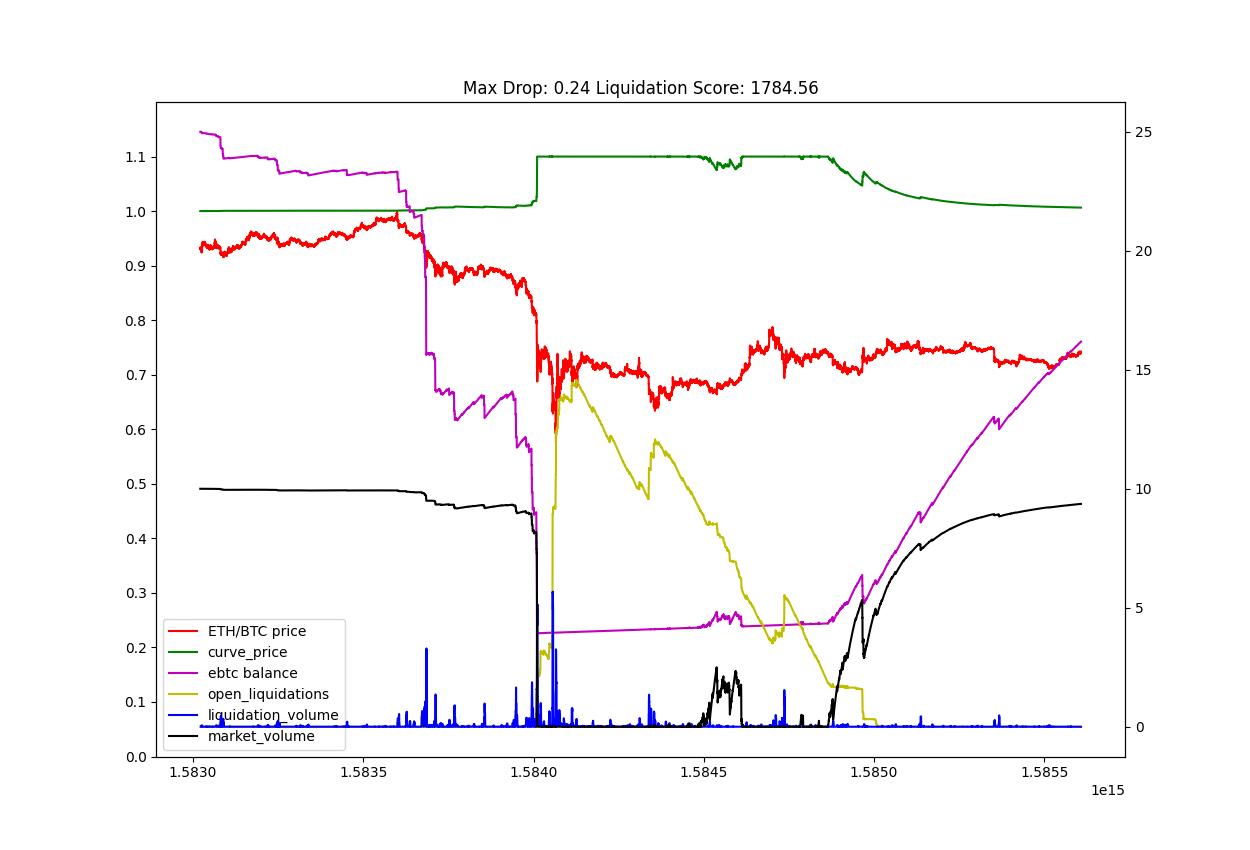 Max Drop: 0.24 Liquidation Score: 1784.56
1.1
1.0
0.9
0.8
0.7
0.6
0.5
0.4
0.3
0.2
0.1
0.0
25
20
15
10
5
0
ETH/BTC price
curve_price
ebtc balance
open_liquidations
liquidation_volume
market_volume
1.5830 1.5835 1.5840 1.5845 1.5850 1.5855
1e15